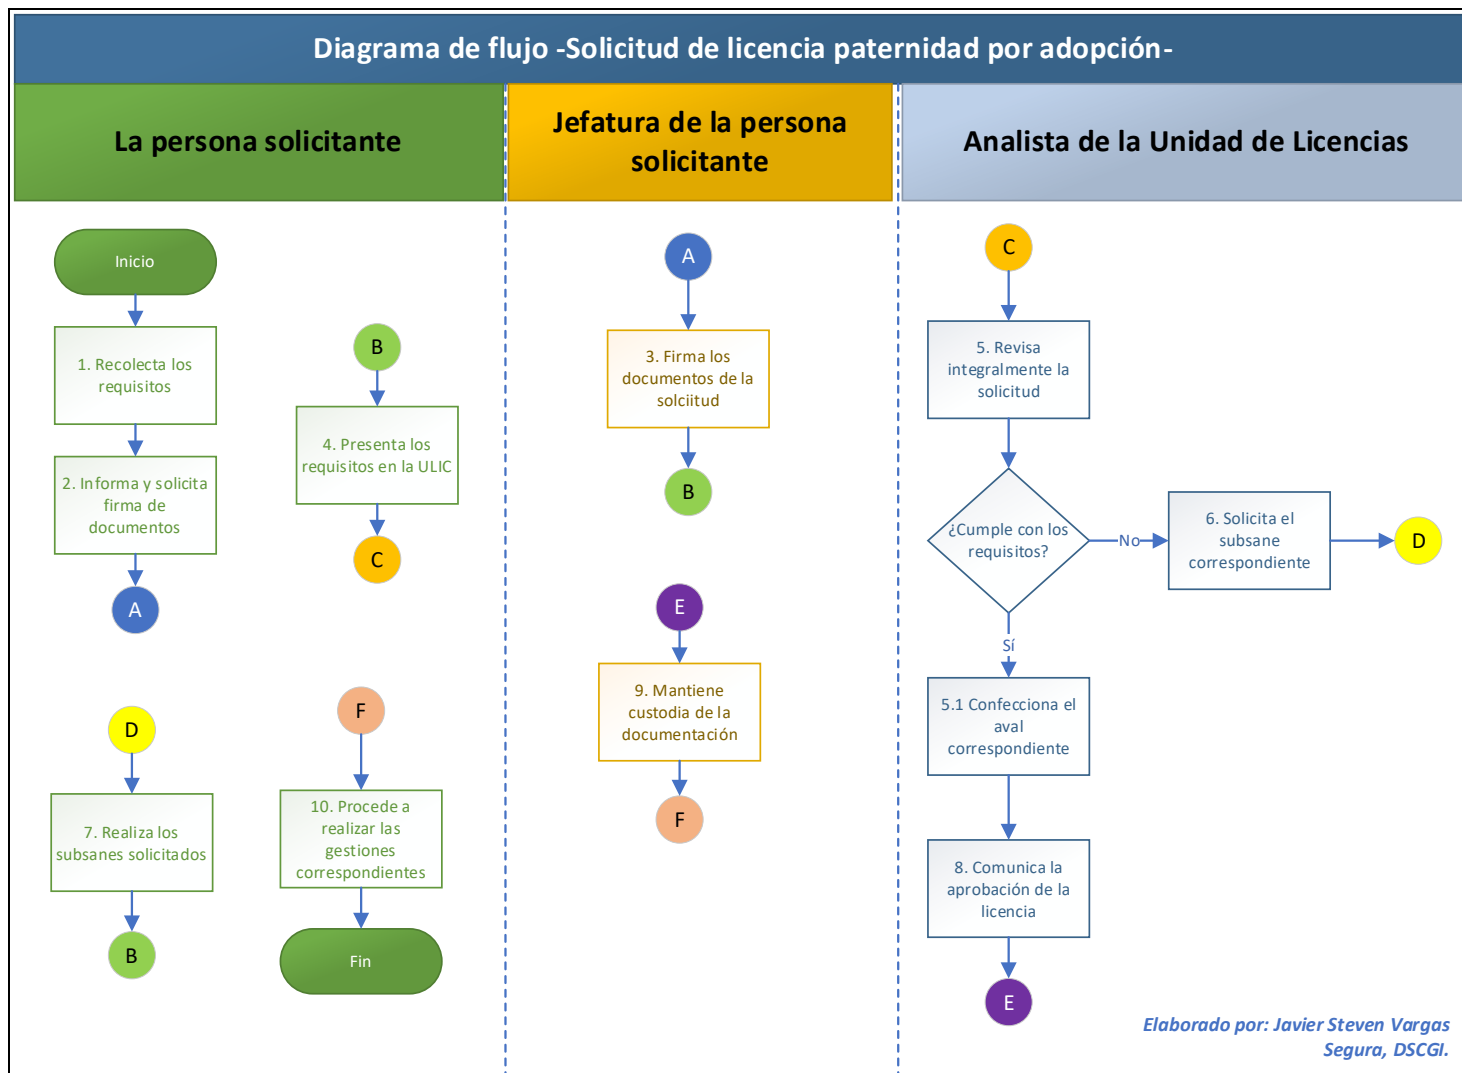 Diagrama de flujo -Solicitud de licencia paternidad por adopción-
La persona solicitante
Jefatura de la persona
solicitante
Analista de la Unidad de Licencias
Inicio
1. Recolecta los
requisitos
2. Informa y solicita
firma de
documentos
A
B
4. Presenta los
requisitos en la ULIC
C
D
7. Realiza los
subsanes solicitados
B
F
10. Procede a
realizar las
gestiones
correspondientes
Fin
A
3. Firma los
documentos de la
solciitud
B
E
9. Mantiene
custodia de la
documentación
F
C
5. Revisa
integralmente la
solicitud
¿Cumple con los
requisitos?
No
6. Solicita el
subsane
correspondiente
D
Sí
5.1 Confecciona el
aval
correspondiente
8. Comunica la
aprobación de la
licencia
E
Elaborado por: Javier Steven Vargas
Segura, DSCGI.